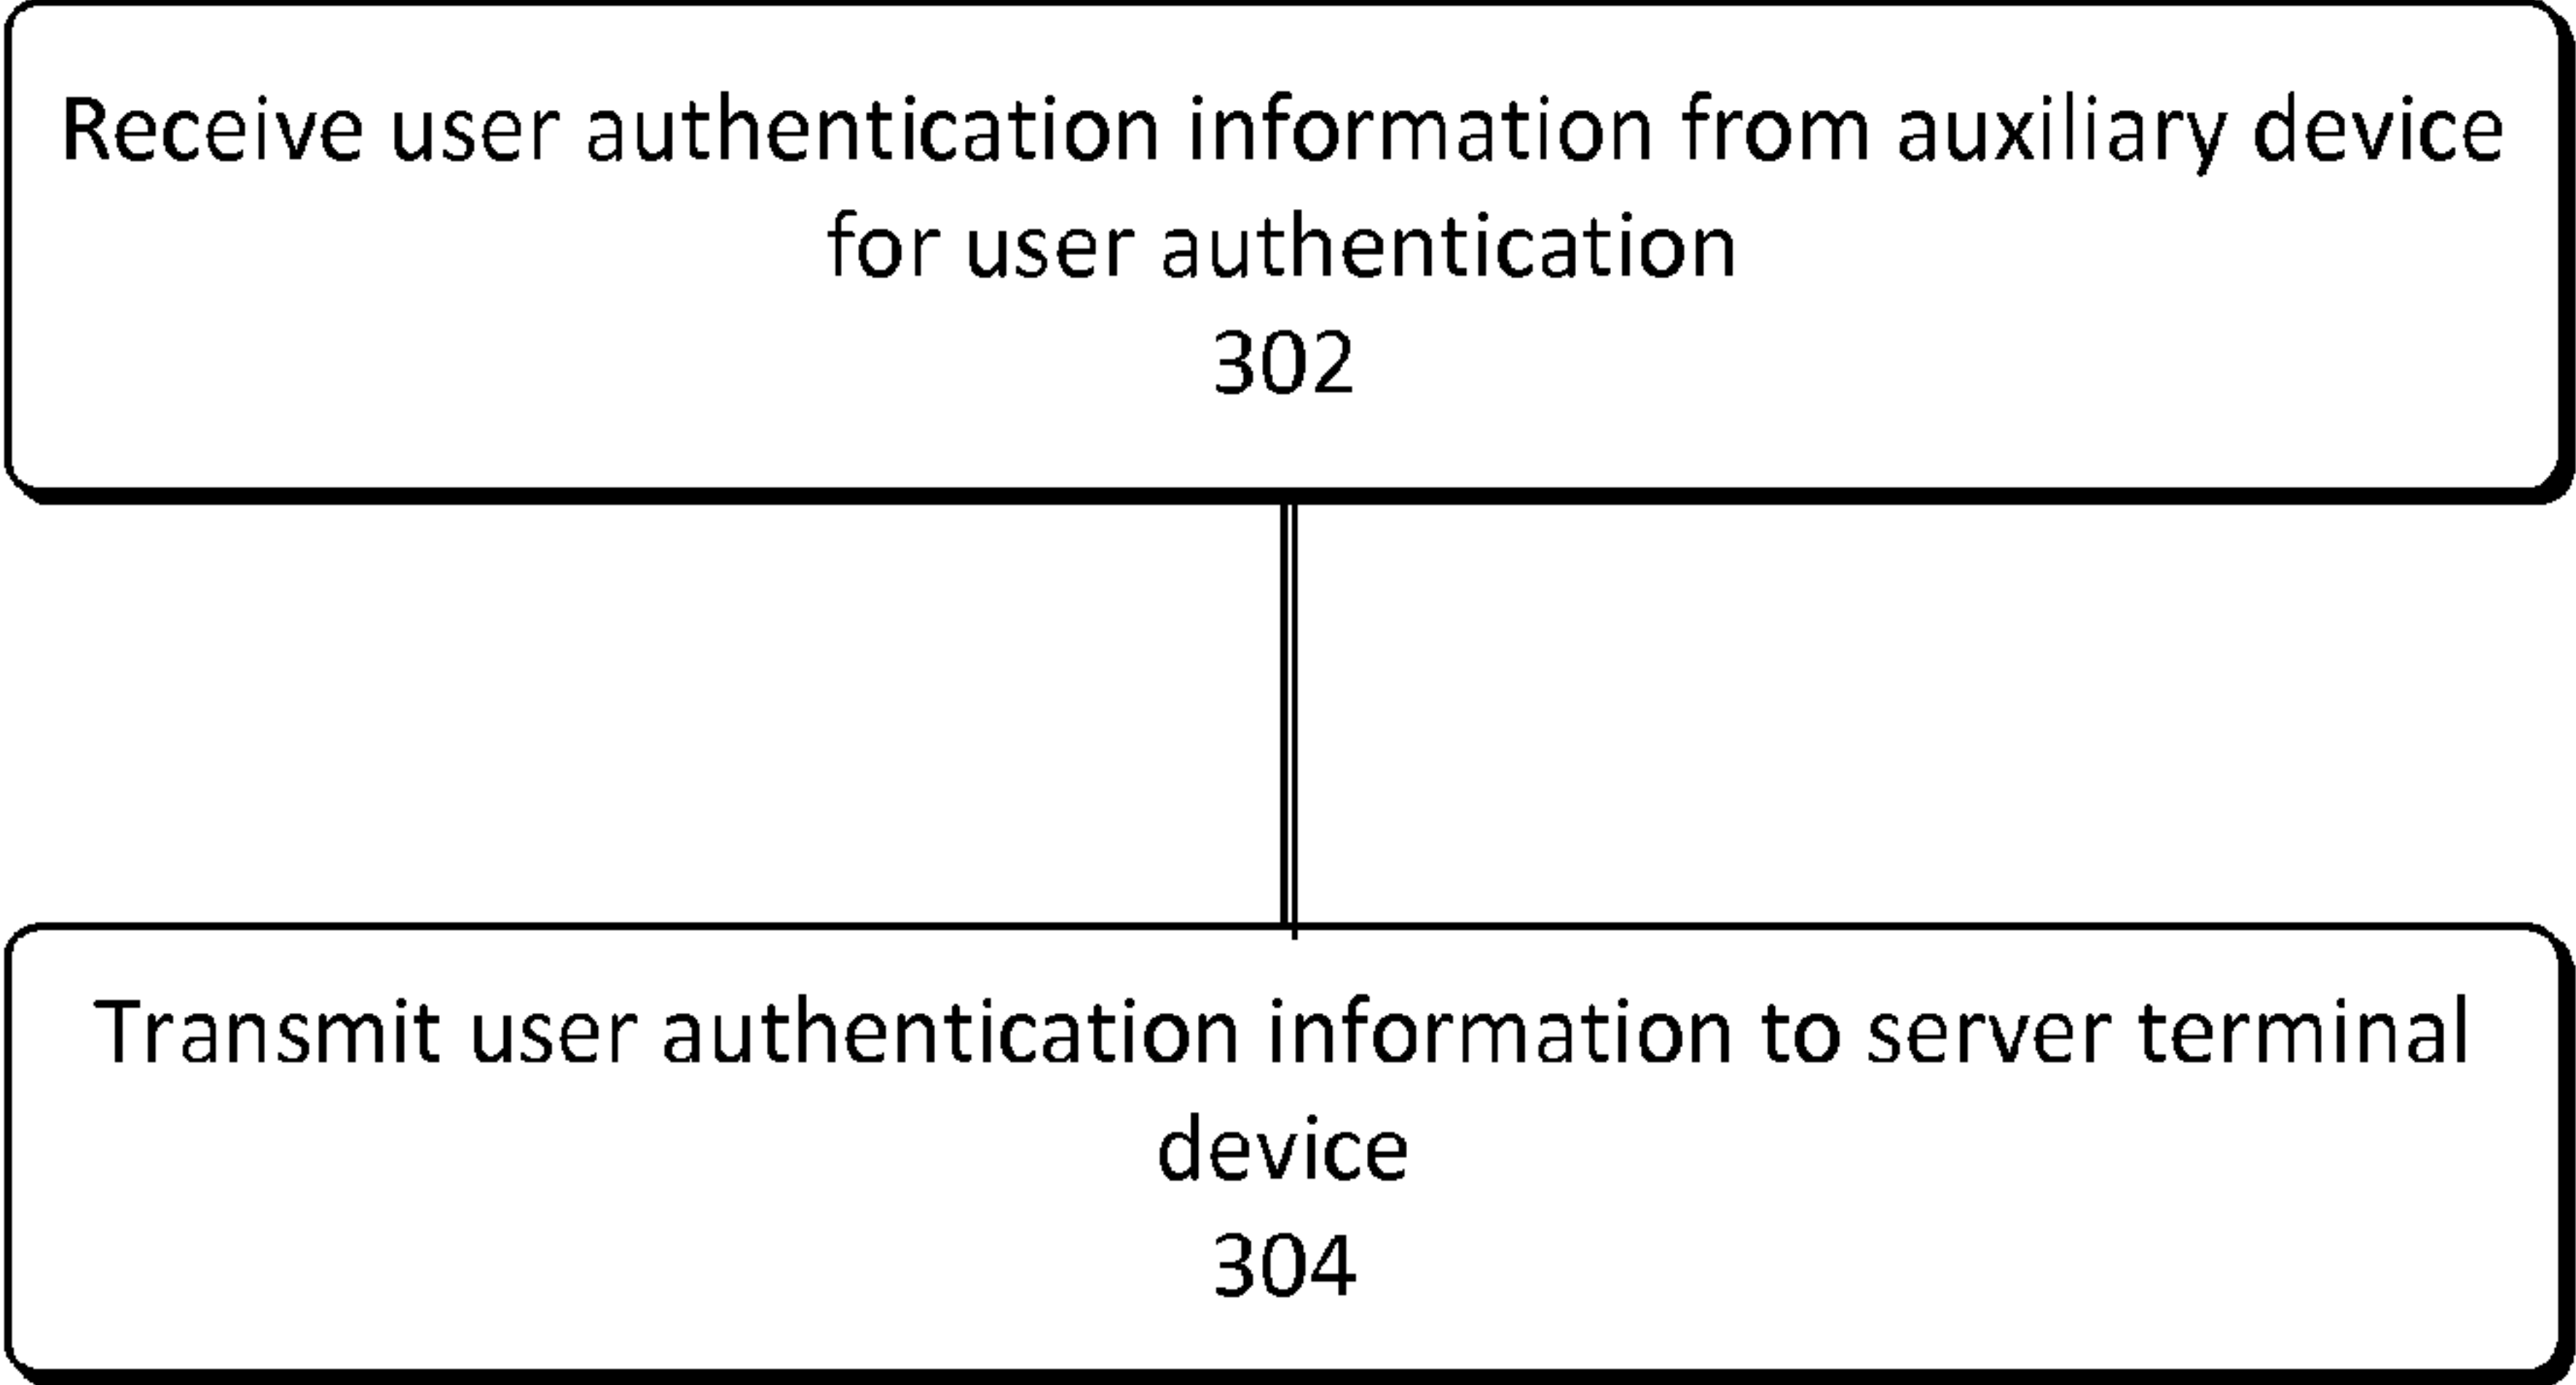 Receive user authentication information from auxiliary device
for user authentication
302
Transmit user authentication information to server terminal
device
304